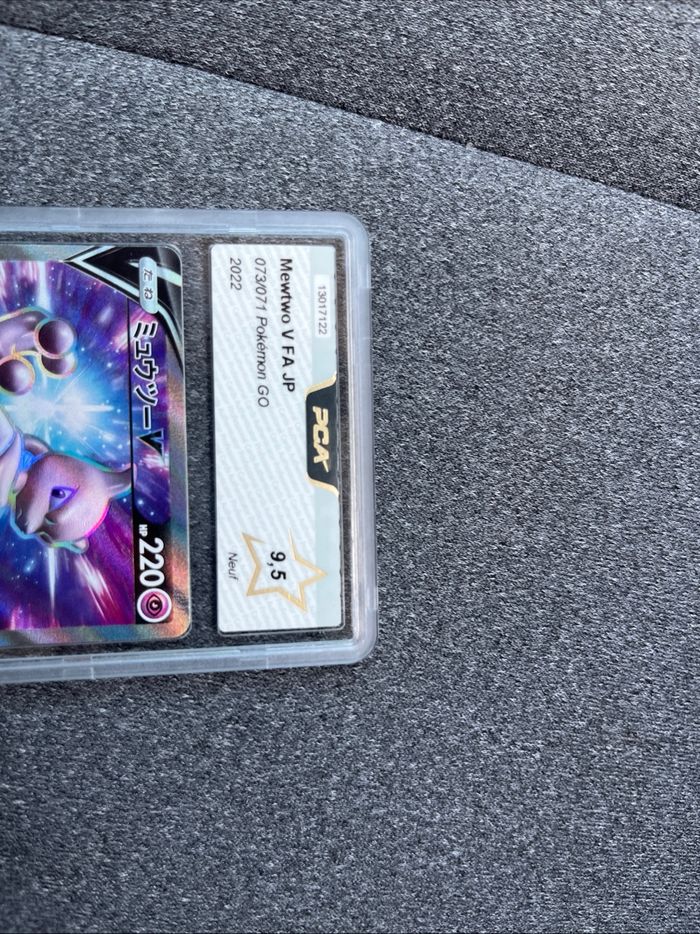 13017122
PCA
Mewtwo V FA JP
073/071 Pokémon GO
2022
9,5
Neuf
たね
ミュウツーV
HP 220